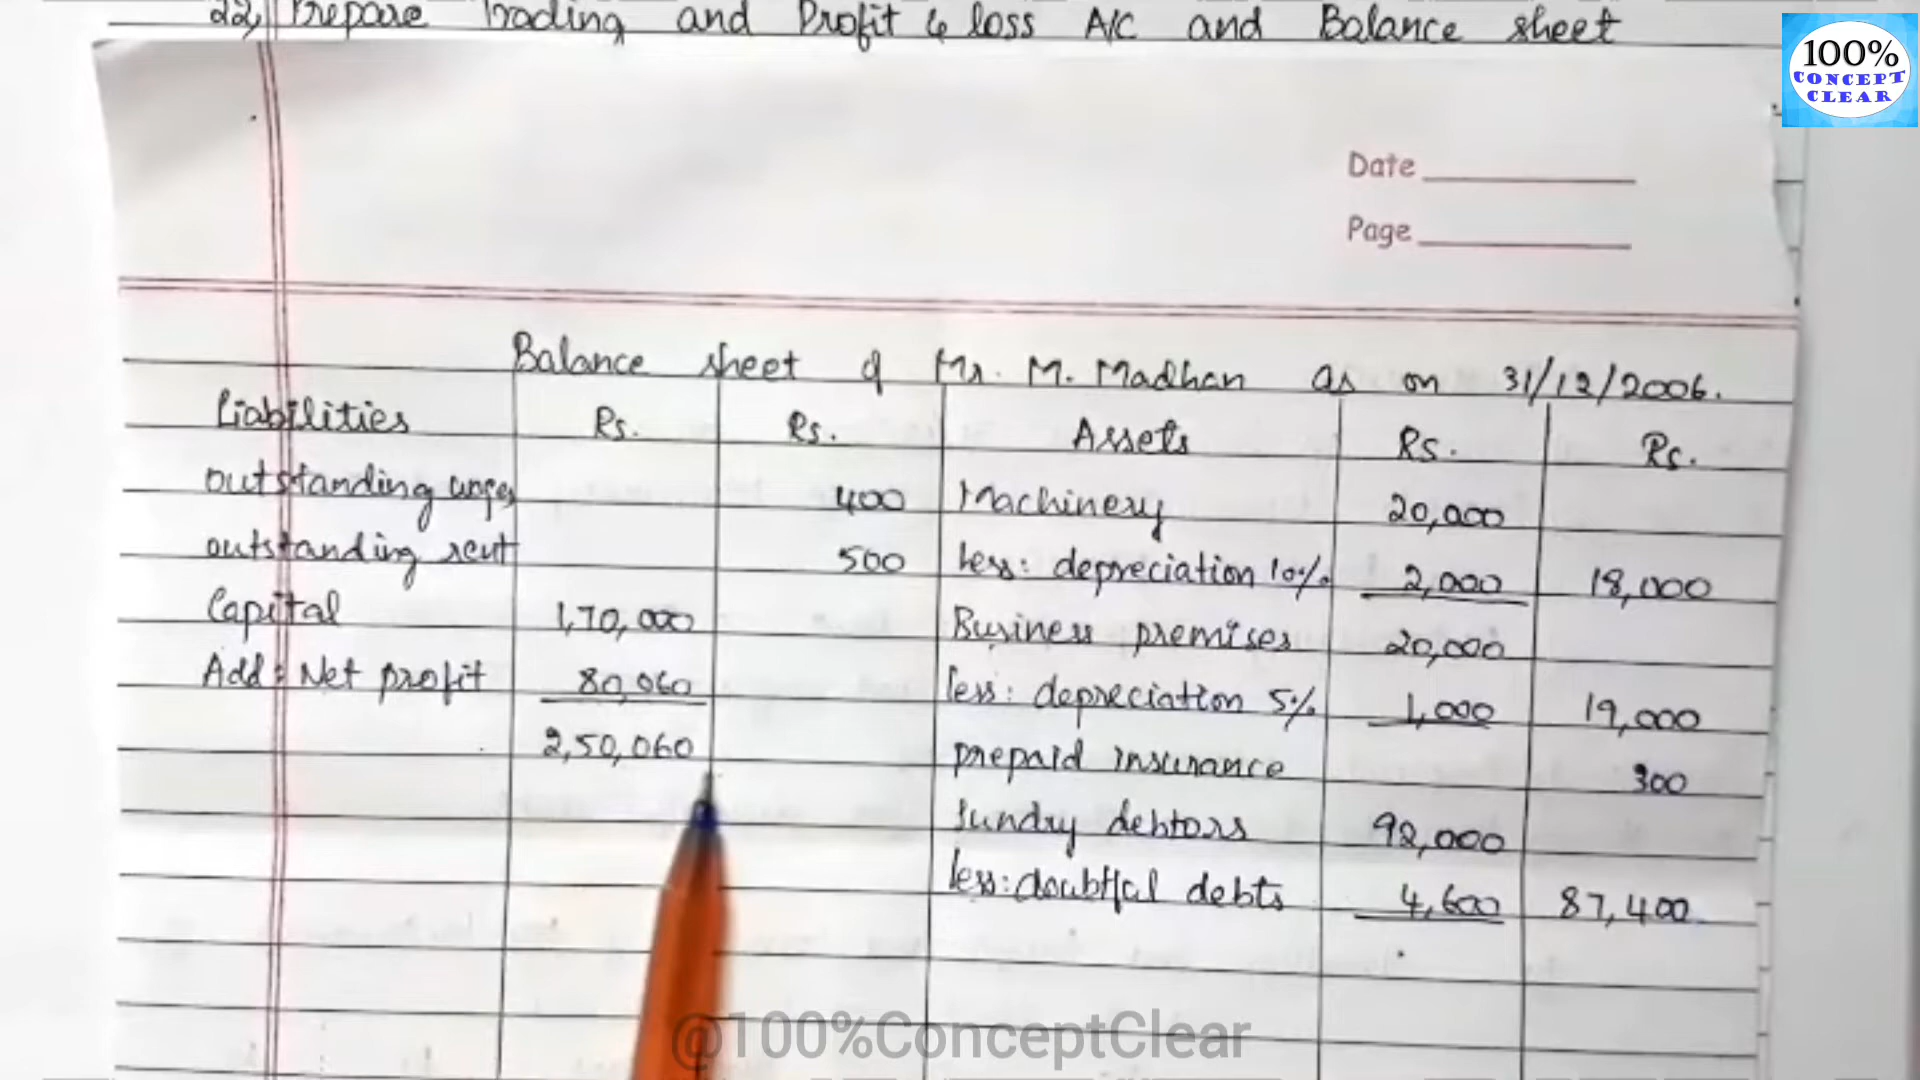 22, Prepare Trading and Profit & loss A/C and Balance sheet
100%
CONCEPT
CLEAR
Date
Page
Balance sheet of Mr. M. Madhan as on 31/12/2006.
Liabilities Rs. Rs. Assets Rs. Rs.
outstanding wages 400 Machinery 20,000
outstanding rent 500 less: depreciation 10% 2,000 18,000
Capital 1,70,000 Business premises 20,000
Add: Net profit 80,060 less: depreciation 5% 1,000 19,000
2,50,060 prepaid insurance 300
Sundry debtors 92,000
less: doubtful debts 4,600 87,400
@100%ConceptClear